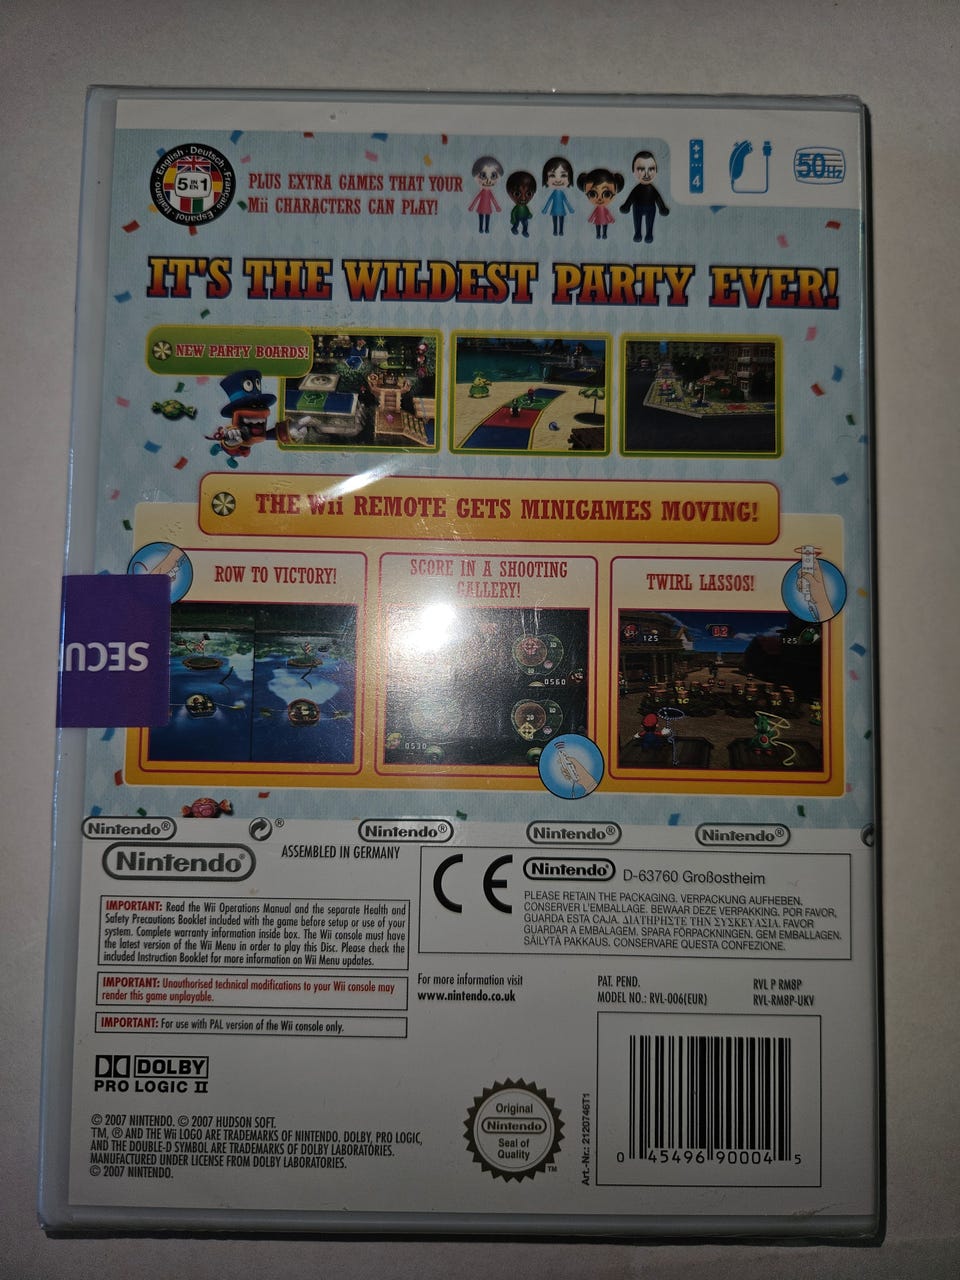 English · Deutsch · Français · Español · Italiano
5 EN 1
PLUS EXTRA GAMES THAT YOUR
Mii CHARACTERS CAN PLAY!
4
50Hz
IT'S THE WILDEST PARTY EVER!
NEW PARTY BOARDS!
THE Wii REMOTE GETS MINIGAMES MOVING!
ROW TO VICTORY!
SCORE IN A SHOOTING
GALLERY!
TWIRL LASSOS!
SECU
10
0560
20
0530
125
02
125
Nintendo®
®
Nintendo®
Nintendo®
Nintendo®
Nintendo®
ASSEMBLED IN GERMANY
CE
Nintendo®
D-63760 Großostheim
PLEASE RETAIN THE PACKAGING. VERPACKUNG AUFHEBEN.
CONSERVER L'EMBALLAGE. BEWAAR DEZE VERPAKKING. POR FAVOR,
GUARDA ESTA CAJA. ΔΙΑΤΗΡΗΣΤΕ ΤΗΝ ΣΥΣΚΕΥΑΣΙΑ. FAVOR
GUARDAR A EMBALAGEM. SPARA FÖRPACKNINGEN. GEM EMBALLAGEN.
SÄILYTÄ PAKKAUS. CONSERVARE QUESTA CONFEZIONE.
IMPORTANT: Read the Wii Operations Manual and the separate Health and
Safety Precautions Booklet included with the game before setup or use of your
system. Complete warranty information inside box. The Wii console must have
the latest version of the Wii Menu in order to play this Disc. Please check the
included Instruction Booklet for more information on Wii Menu updates.
IMPORTANT: Unauthorised technical modifications to your Wii console may
render this game unplayable.
IMPORTANT: For use with PAL version of the Wii console only.
For more information visit
www.nintendo.co.uk
PAT. PEND.
MODEL NO.: RVL-006(EUR)
RVL P RM8P
RVL-RM8P-UKV
DOLBY
PRO LOGIC II
© 2007 NINTENDO. © 2007 HUDSON SOFT.
TM, ® AND THE Wii LOGO ARE TRADEMARKS OF NINTENDO. DOLBY, PRO LOGIC,
AND THE DOUBLE-D SYMBOL ARE TRADEMARKS OF DOLBY LABORATORIES.
MANUFACTURED UNDER LICENSE FROM DOLBY LABORATORIES.
© 2007 NINTENDO.
Original
Nintendo
Seal of
Quality
TM
Art.-Nr.: 2120746T1
0 45496 90004 5